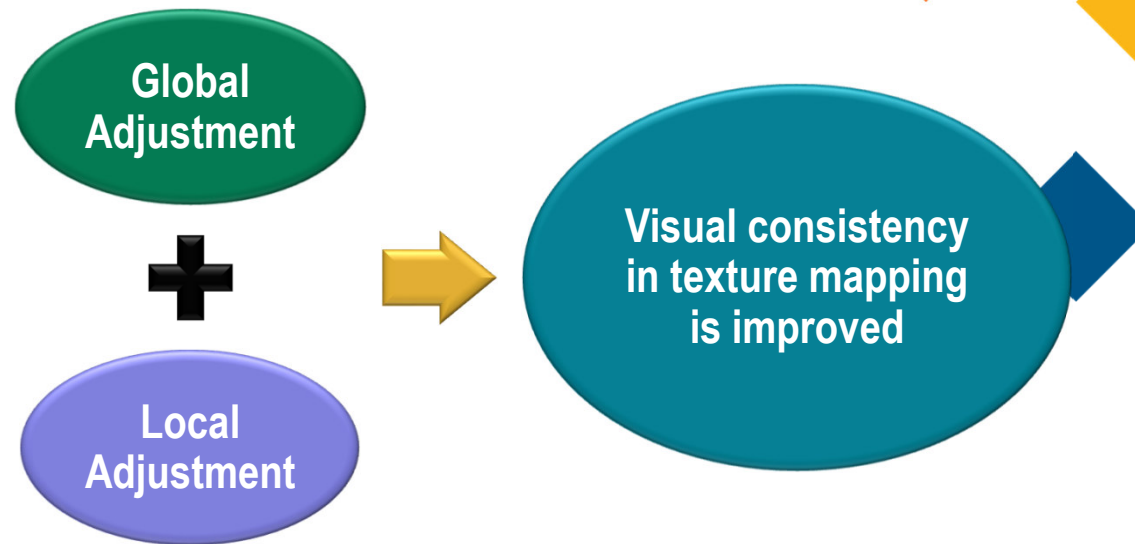 Global
Adjustment
Local
Adjustment
Visual consistency
in texture mapping
is improved